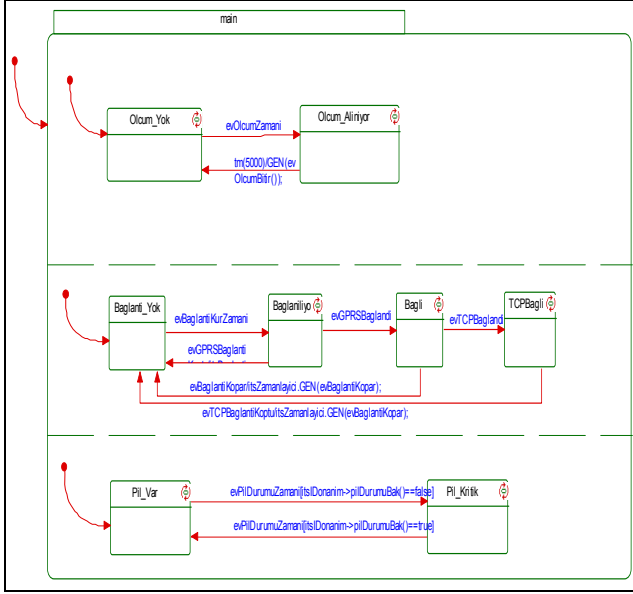 main
Olcum_Yok
Olcum_Aliniyor
evOlcumZamani
tm(5000)/GEN(ev
OlcumBitir());
Baglanti_Yok
Baglaniliyo
Bagli
TCPBagli
evBaglantiKurZamani
evGPRSBaglandi
evTCPBaglandi
evGPRSBaglanti
evBaglantiKopar/itsZamanlayici.GEN(evBaglantiKopar);
evTCPBaglantiKoptu/itsZamanlayici.GEN(evBaglantiKopar);
Pil_Var
evPilDurumuZamani[itsIDonanim->pilDurumuBak()==false]
Pil_Kritik
evPilDurumuZamani[itsIDonanim->pilDurumuBak()==true]